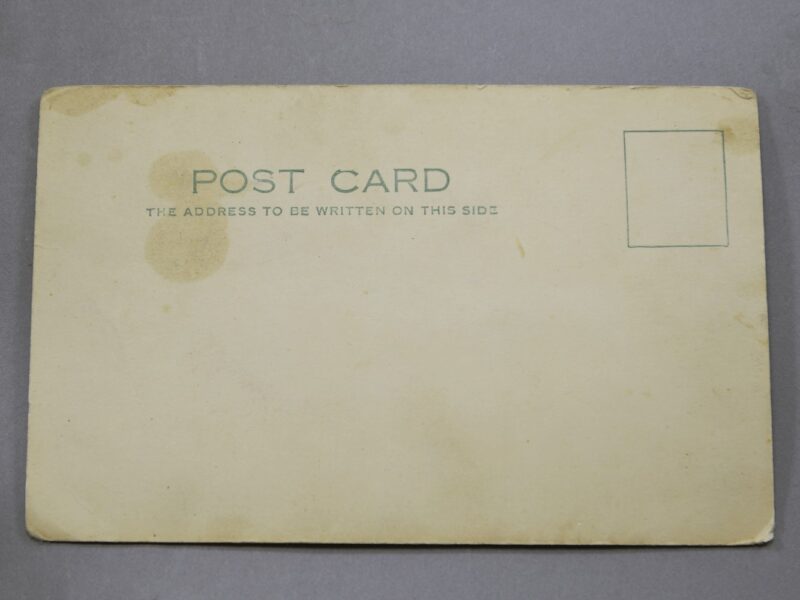 POST CARD
THE ADDRESS TO BE WRITTEN ON THIS SIDE